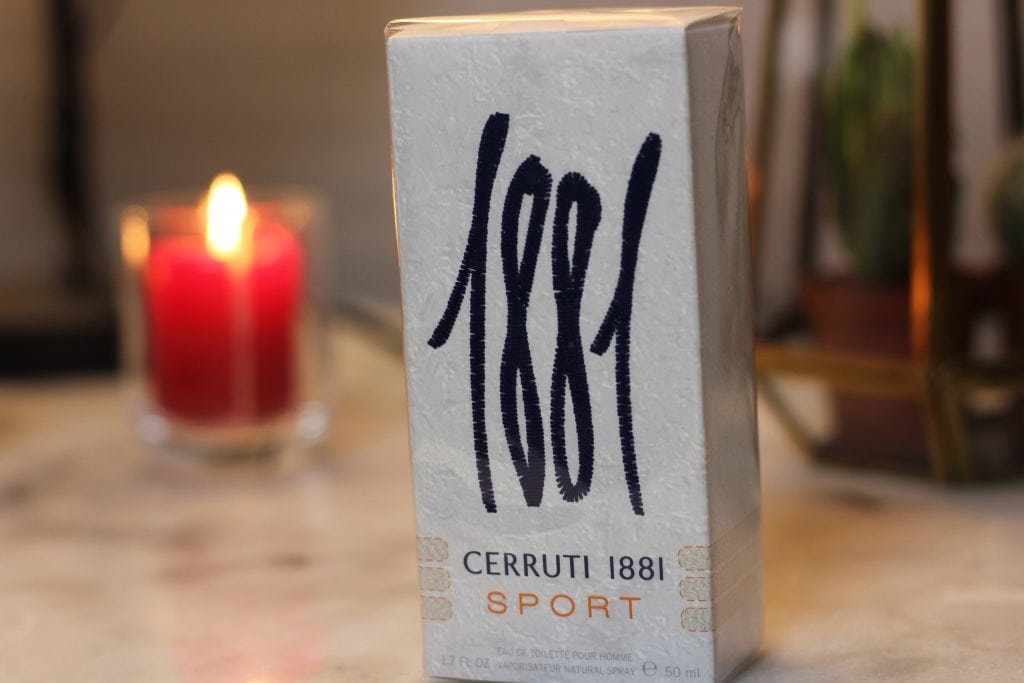 1881
CERRUTI 1881
SPORT
EAU DE TOILETTE POUR HOMME
1.7 FL OZ VAPORISATEUR NATURAL SPRAY ℮ 50 ml